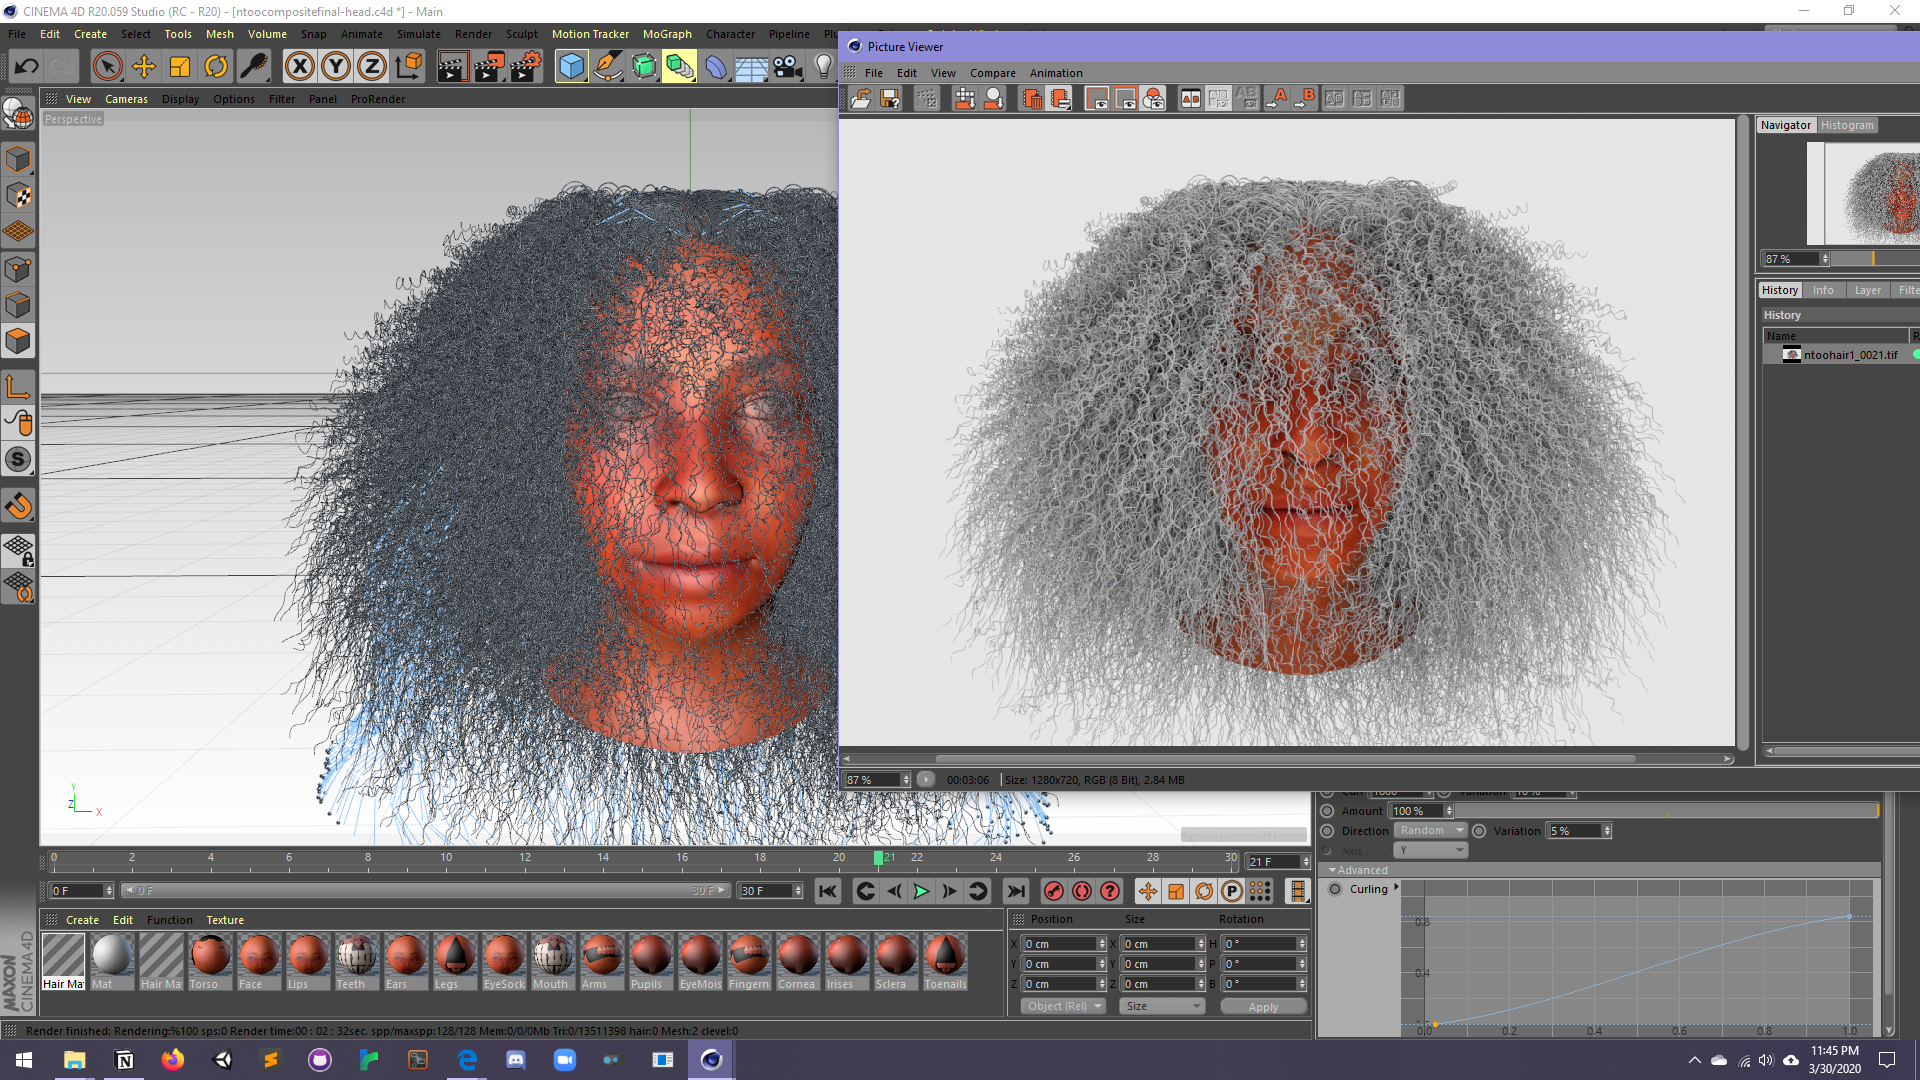 CINEMA 4D R20.059 Studio (RC - R20) - [ntoocompositefinal-head.c4d *] - Main
File Edit Create Select Tools Mesh Volume Snap Animate Simulate Render Sculpt Motion Tracker MoGraph Character Pipeline
Picture Viewer
File Edit View Compare Animation
View Cameras Display Options Filter Panel ProRender
Perspective
Navigator Histogram
87 %
History Info Layer Filte
History
Name R
ntoohair1_0021.tif
Y
Z X
87 % 00:03:06 Size: 1280x720, RGB (8 Bit), 2.84 MB
Amount 100 %
Direction Random Variation 5 %
Axis . . . . Y
Advanced
Curling
0.8
0.4
0.0 0.2 0.4 0.6 0.8 1.0
0 2 4 6 8 10 12 14 16 18 20 21 22 24 26 28 30 21 F
0 F 0 F 30 F 30 F
Create Edit Function Texture
Position Size Rotation
X 0 cm X 0 cm H 0 °
Y 0 cm Y 0 cm P 0 °
Z 0 cm Z 0 cm B 0 °
Object (Rel) Size Apply
Hair Ma Mat Hair Ma Torso Face Lips Teeth Ears Legs EyeSock Mouth Arms Pupils EyeMois Fingern Cornea Irises Sclera Toenails
MAXON
CINEMA 4D
Render finished: Rendering:%100 sps:0 Render time:00 : 02 : 32sec. spp/maxspp:128/128 Mem:0/0/0Mb Tri:0/13511398 hair:0 Mesh:2 clevel:0
11:45 PM
3/30/2020